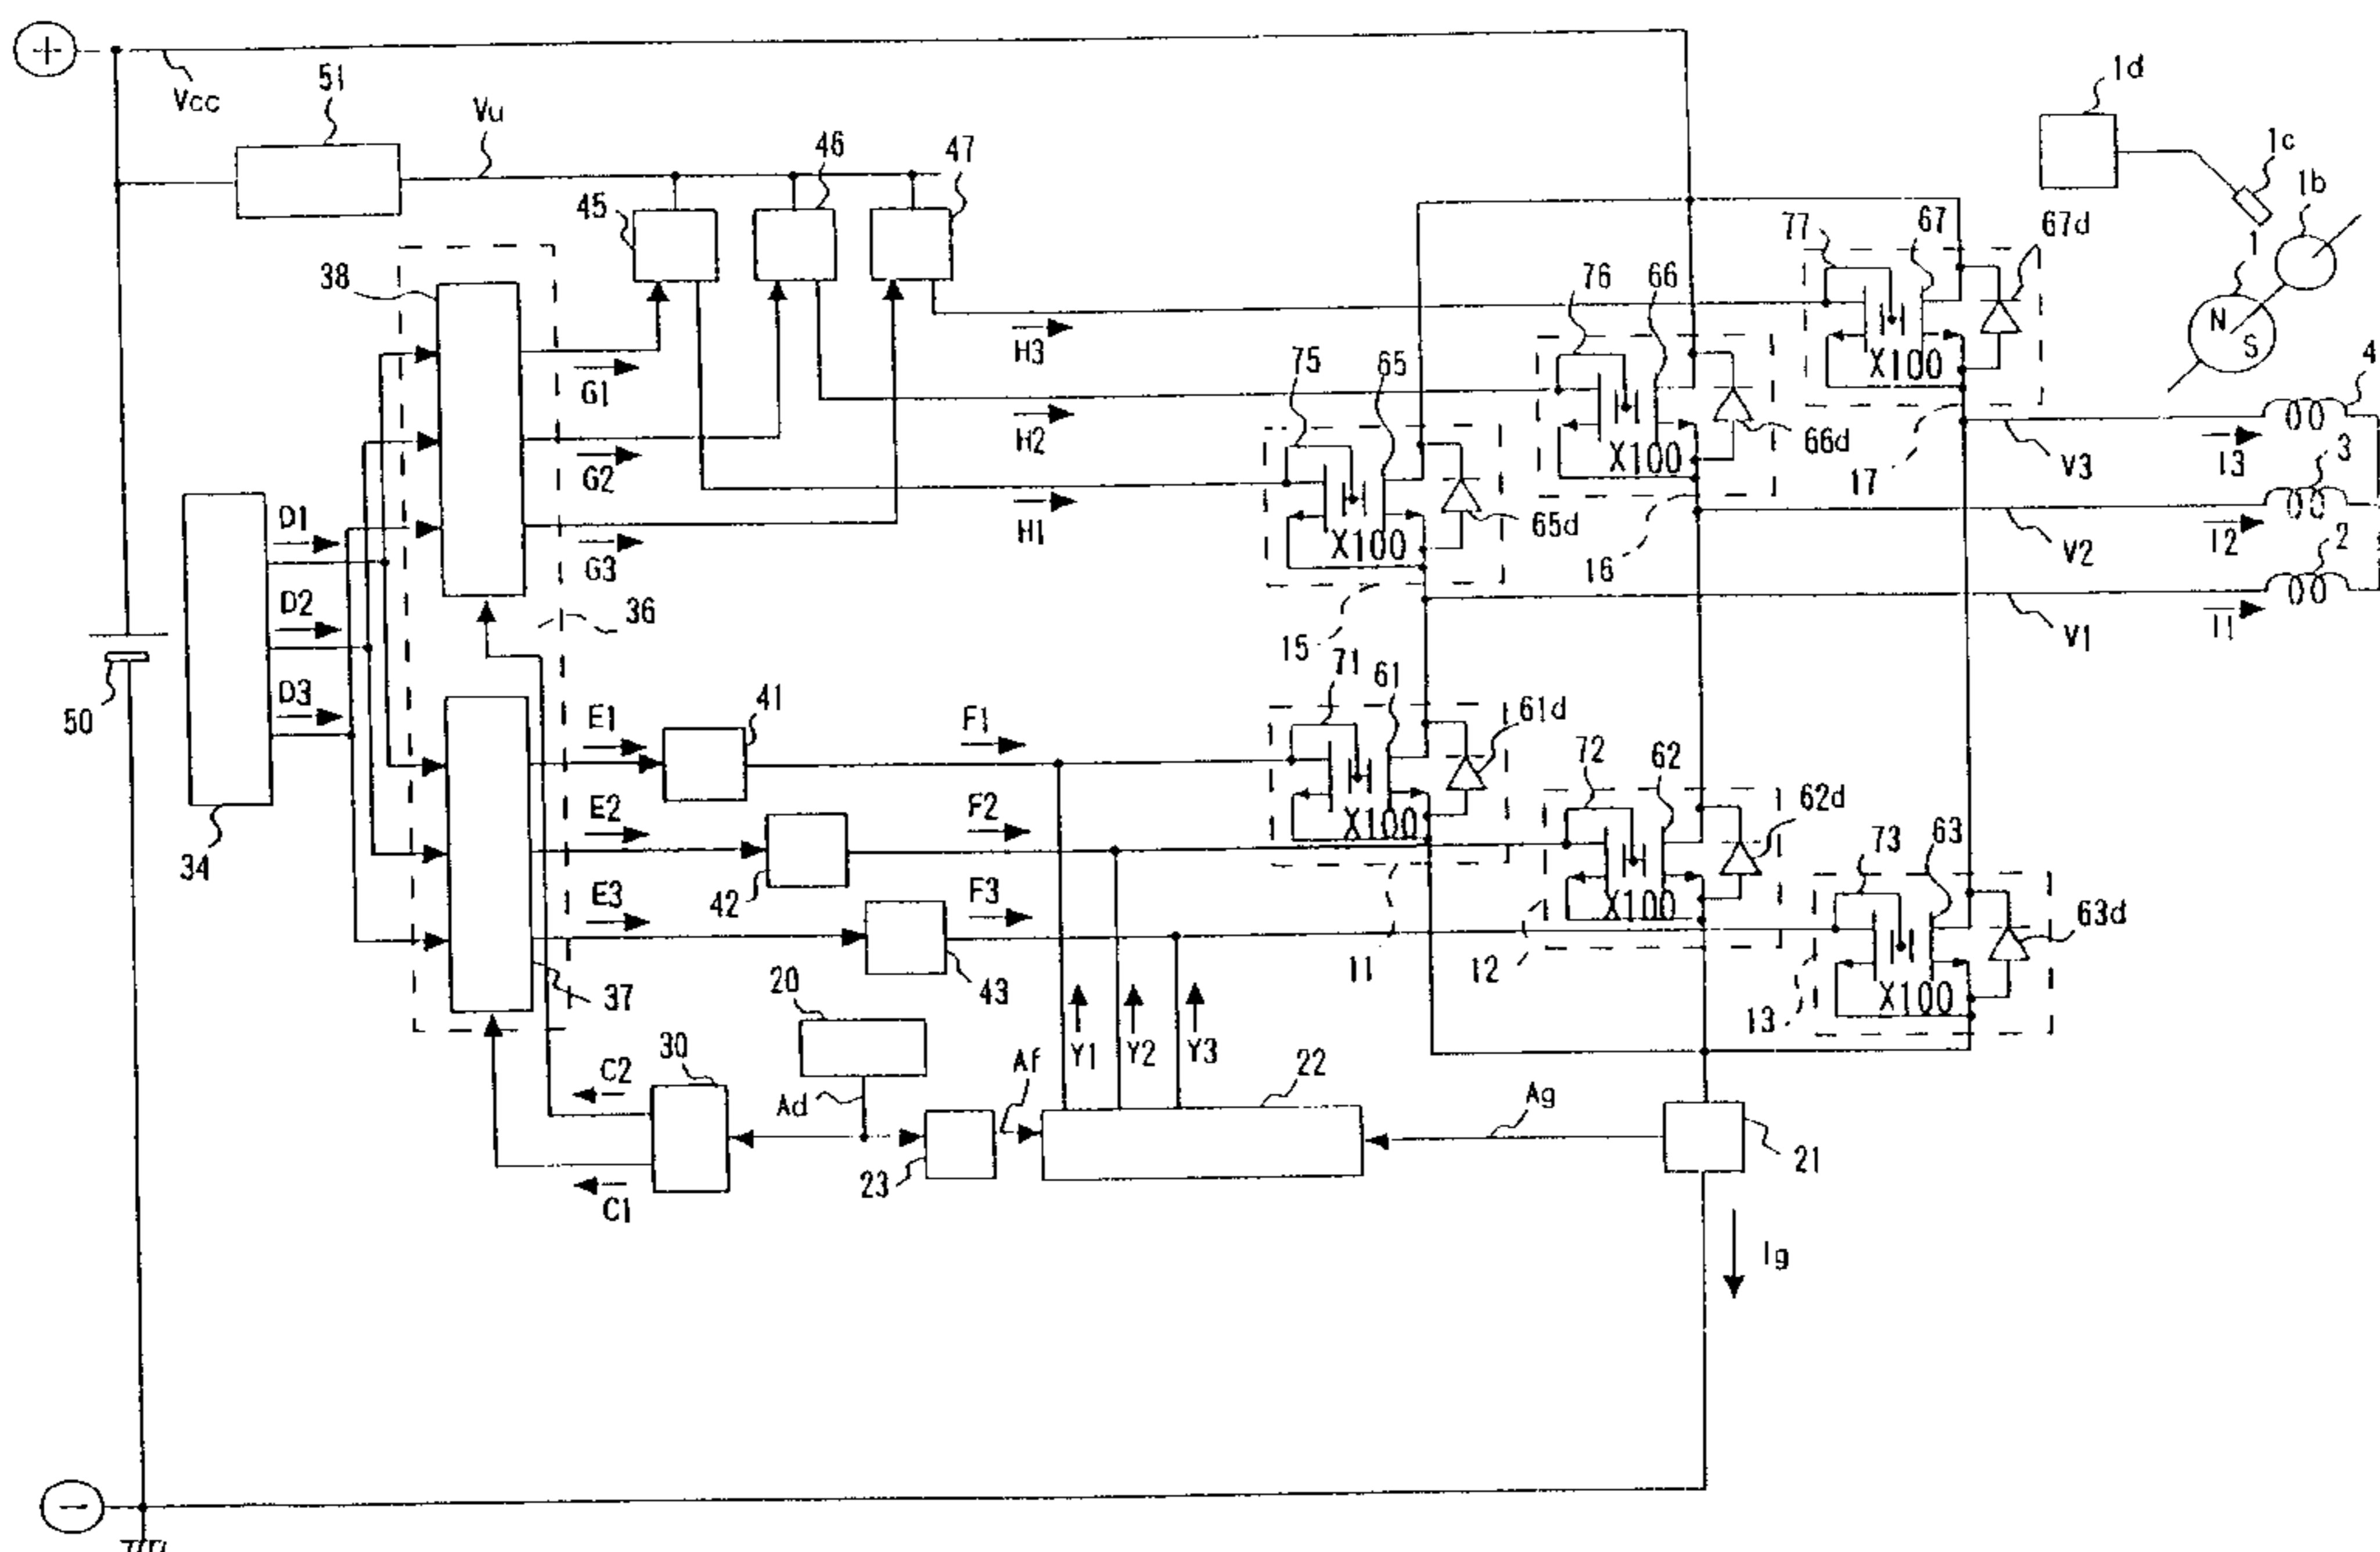 +
Vcc
51
Vu
46
47
45
38
G1
G2
G3
36
H3
H2
H1
D1
D2
D3
34
50
E1
E2
E3
41
42
43
F1
F2
F3
37
20
30
C2
C1
Ad
23
Af
Y1
Y2
Y3
22
Ag
21
Ig
75
65
X100
65d
15
76
66
X100
66d
16
77
67
X100
67d
17
71
61
X100
61d
11
72
62
X100
62d
12
73
63
X100
63d
13
1d
1c
1b
1
N
S
4
3
2
I3
I2
I1
V3
V2
V1
−